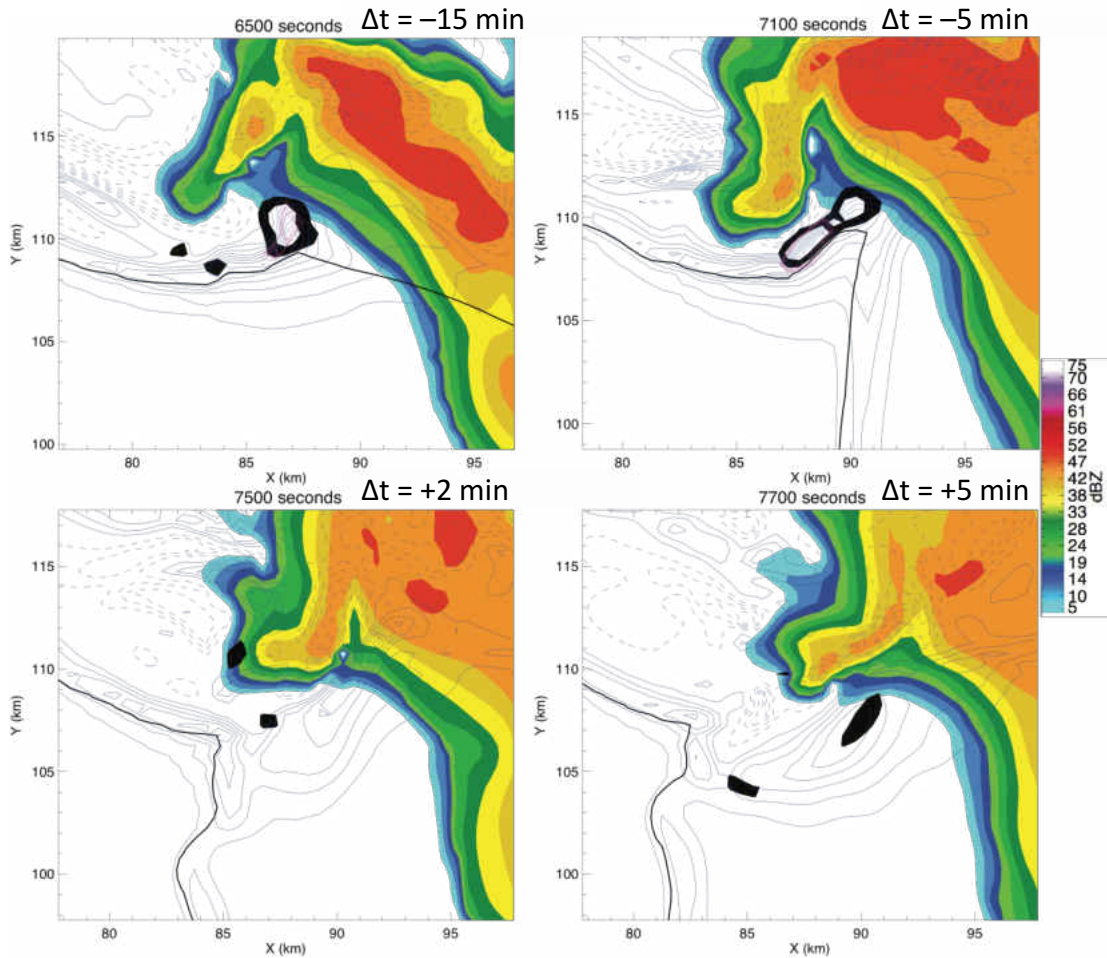 6500 seconds Δt = –15 min
7100 seconds Δt = –5 min
115
110
105
100
Y (km)
80 85 90 95
X (km)
115
110
105
100
Y (km)
80 85 90 95
X (km)
75
70
66
61
56
52
47
42
38
33
28
24
19
14
10
5
dBZ
7500 seconds Δt = +2 min
7700 seconds Δt = +5 min
115
110
105
100
Y (km)
80 85 90 95
X (km)
115
110
105
100
Y (km)
80 85 90 95
X (km)